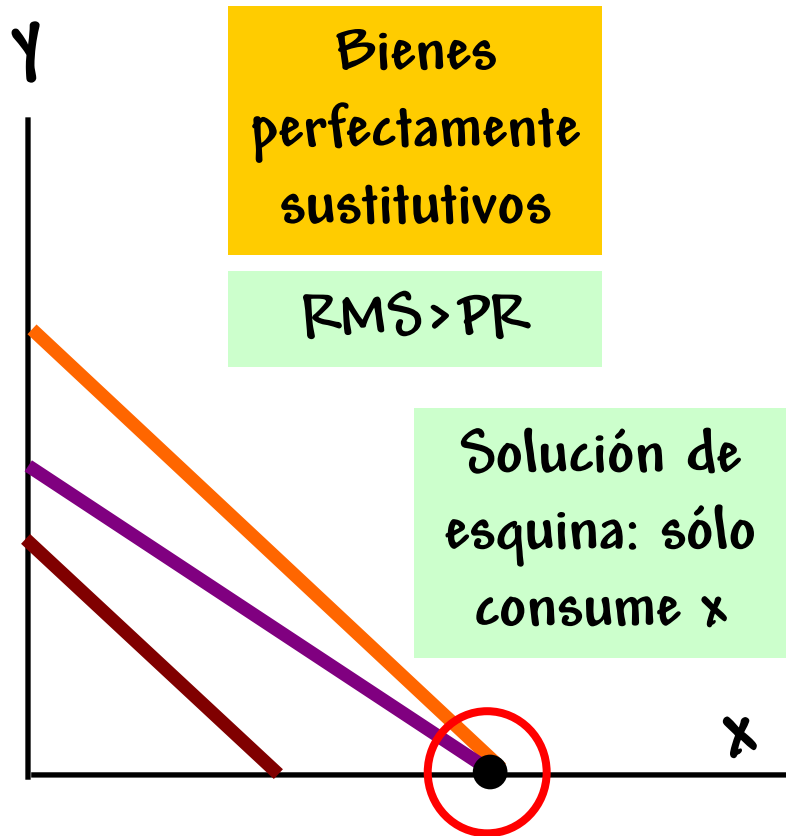 Y
Bienes
perfectamente
sustitutivos
RMS>PR
Solución de
esquina: sólo
consume x
x